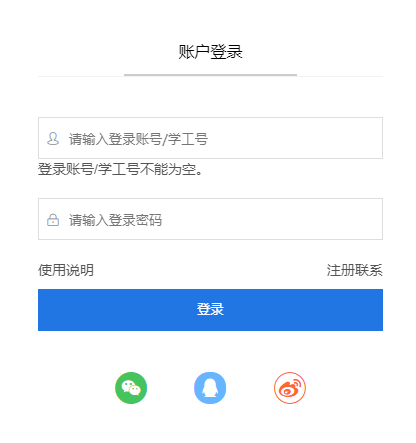 账户登录
请输入登录账号/学工号
登录账号/学工号不能为空。
请输入登录密码
使用说明 注册联系
登录